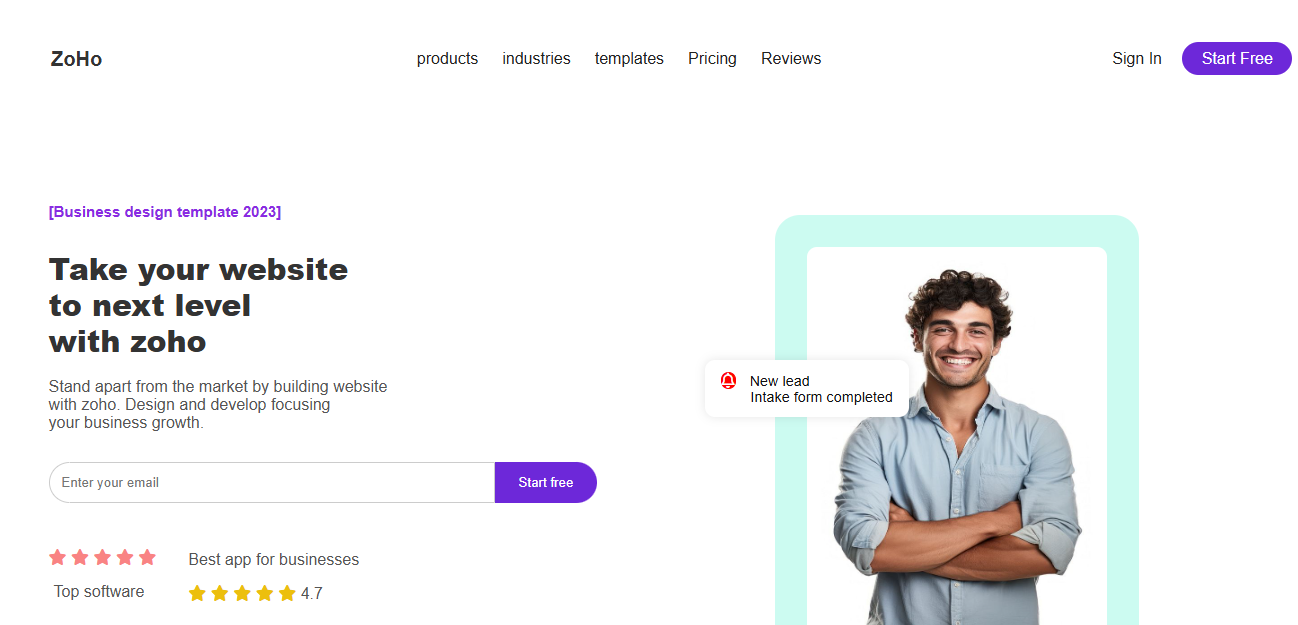 ZoHo
products
industries
templates
Pricing
Reviews
Sign In
Start Free
[Business design template 2023]
Take your website
to next level
with zoho
Stand apart from the market by building website
with zoho. Design and develop focusing
your business growth.
Enter your email
Start free
Best app for businesses
Top software
4.7
New lead
Intake form completed